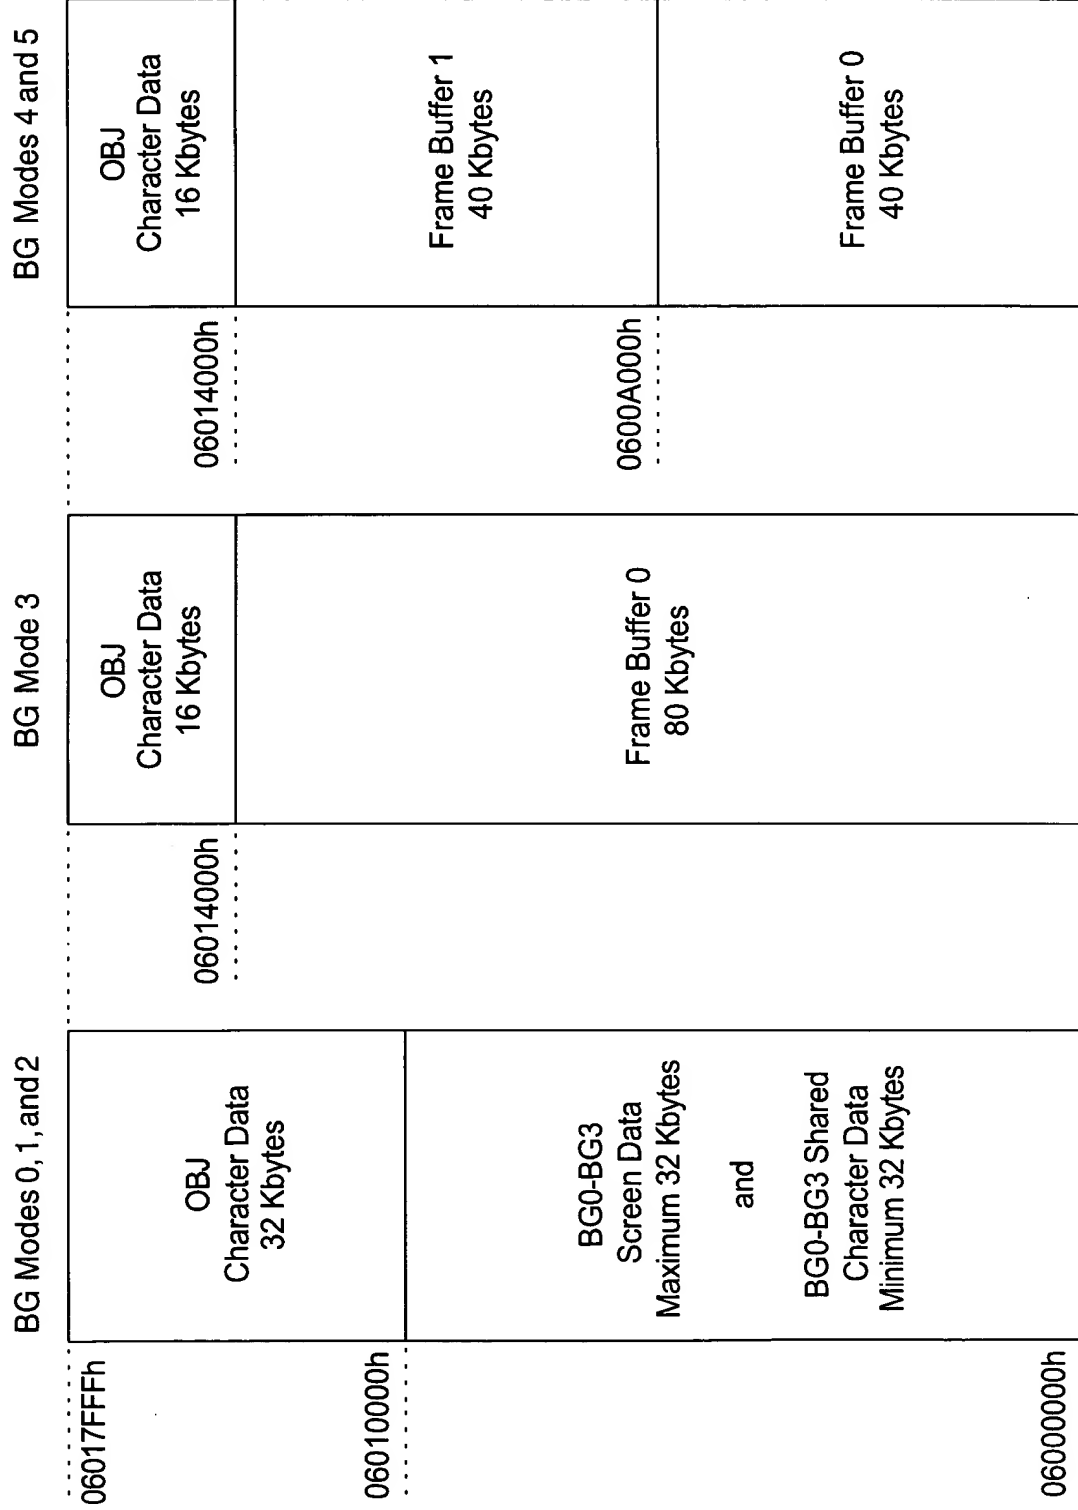 BG Modes 0, 1, and 2
06017FFFh
OBJ
Character Data
32 Kbytes
06010000h
BG0-BG3
Screen Data
Maximum 32 Kbytes
and
BG0-BG3 Shared
Character Data
Minimum 32 Kbytes
06000000h
BG Mode 3
OBJ
Character Data
16 Kbytes
06014000h
Frame Buffer 0
80 Kbytes
BG Modes 4 and 5
OBJ
Character Data
16 Kbytes
06014000h
Frame Buffer 1
40 Kbytes
0600A000h
Frame Buffer 0
40 Kbytes